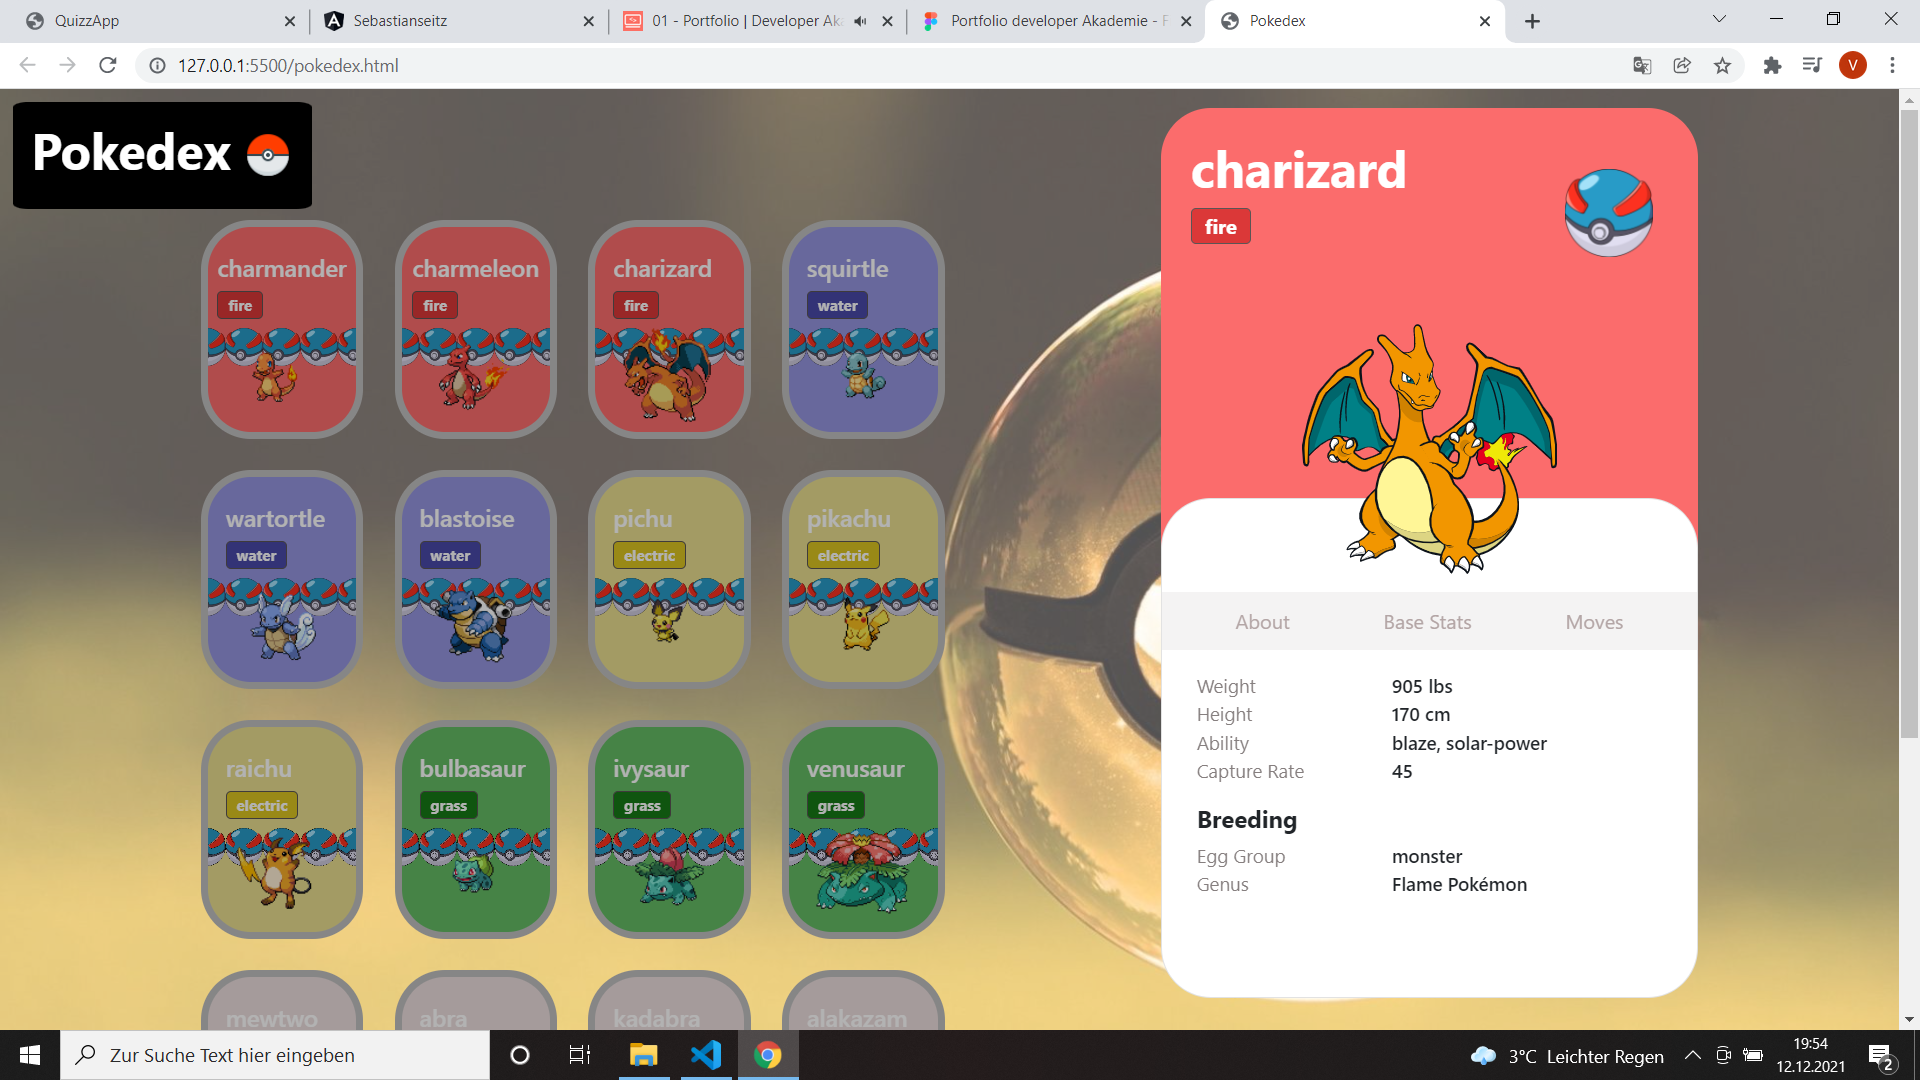 QuizzApp
Sebastianseitz
01 - Portfolio | Developer Aka
Portfolio developer Akademie - F
Pokedex
127.0.0.1:5500/pokedex.html
V
Pokedex
charizard
fire
charmander
fire
charmeleon
fire
charizard
fire
squirtle
water
wartortle
water
blastoise
water
pichu
electric
pikachu
electric
raichu
electric
bulbasaur
grass
ivysaur
grass
venusaur
grass
mewtwo
abra
kadabra
alakazam
About Base Stats Moves
Weight 905 lbs
Height 170 cm
Ability blaze, solar-power
Capture Rate 45
Breeding
Egg Group monster
Genus Flame Pokémon
Zur Suche Text hier eingeben
3°C Leichter Regen
19:54
12.12.2021
2